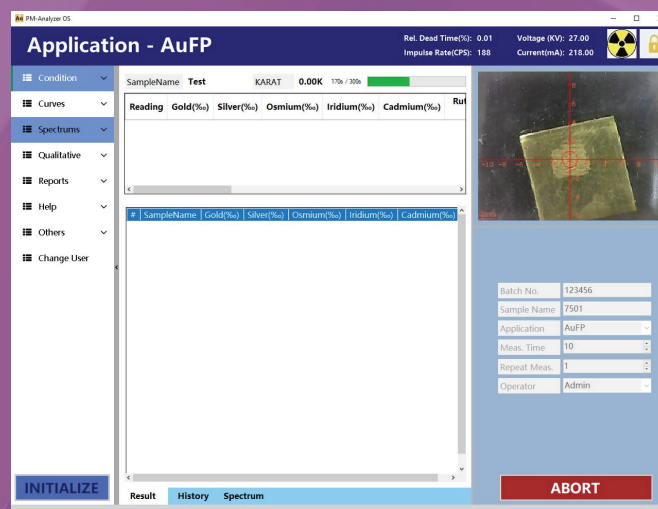 Au PM-Analyzer OS
Application - AuFP
Rel. Dead Time(%): 0.01 Voltage (KV): 27.00
Impulse Rate(CPS): 188 Current(mA): 218.00
Condition
Curves
Spectrums
Qualitative
Reports
Help
Others
Change User
INITIALIZE
SampleName Test KARAT 0.00K 170s / 300s
Reading Gold(‰) Silver(‰) Osmium(‰) Iridium(‰) Cadmium(‰) Rut
# SampleName Gold(‰) Silver(‰) Osmium(‰) Iridium(‰) Cadmium(‰)
Result History Spectrum
Batch No. 123456
Sample Name 7501
Application AuFP
Meas. Time 10
Repeat Meas. 1
Operator Admin
ABORT